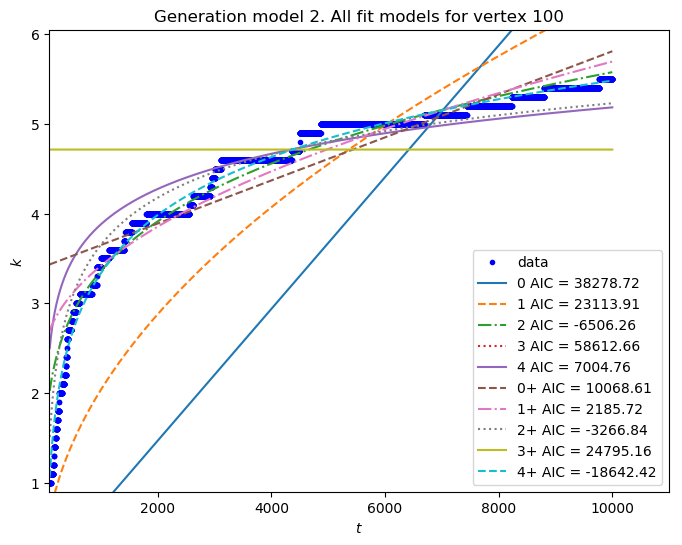 Generation model 2. All fit models for vertex 100
6
5
4
3
2
1
k
2000
4000
6000
8000
10000
t
data
0 AIC = 38278.72
1 AIC = 23113.91
2 AIC = -6506.26
3 AIC = 58612.66
4 AIC = 7004.76
0+ AIC = 10068.61
1+ AIC = 2185.72
2+ AIC = -3266.84
3+ AIC = 24795.16
4+ AIC = -18642.42